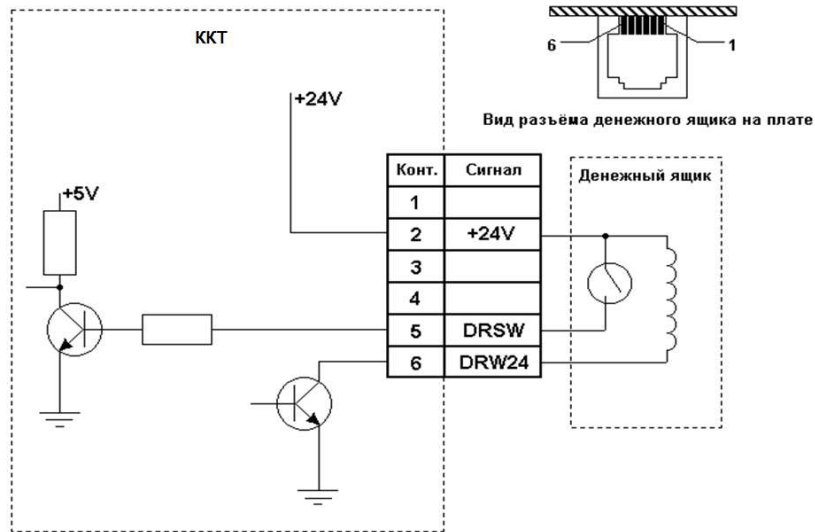 ККТ
6
1
Вид разъёма денежного ящика на плате
+24V
+5V
Конт. Сигнал
1
2 +24V
3
4
5 DRSW
6 DRW24
Денежный ящик